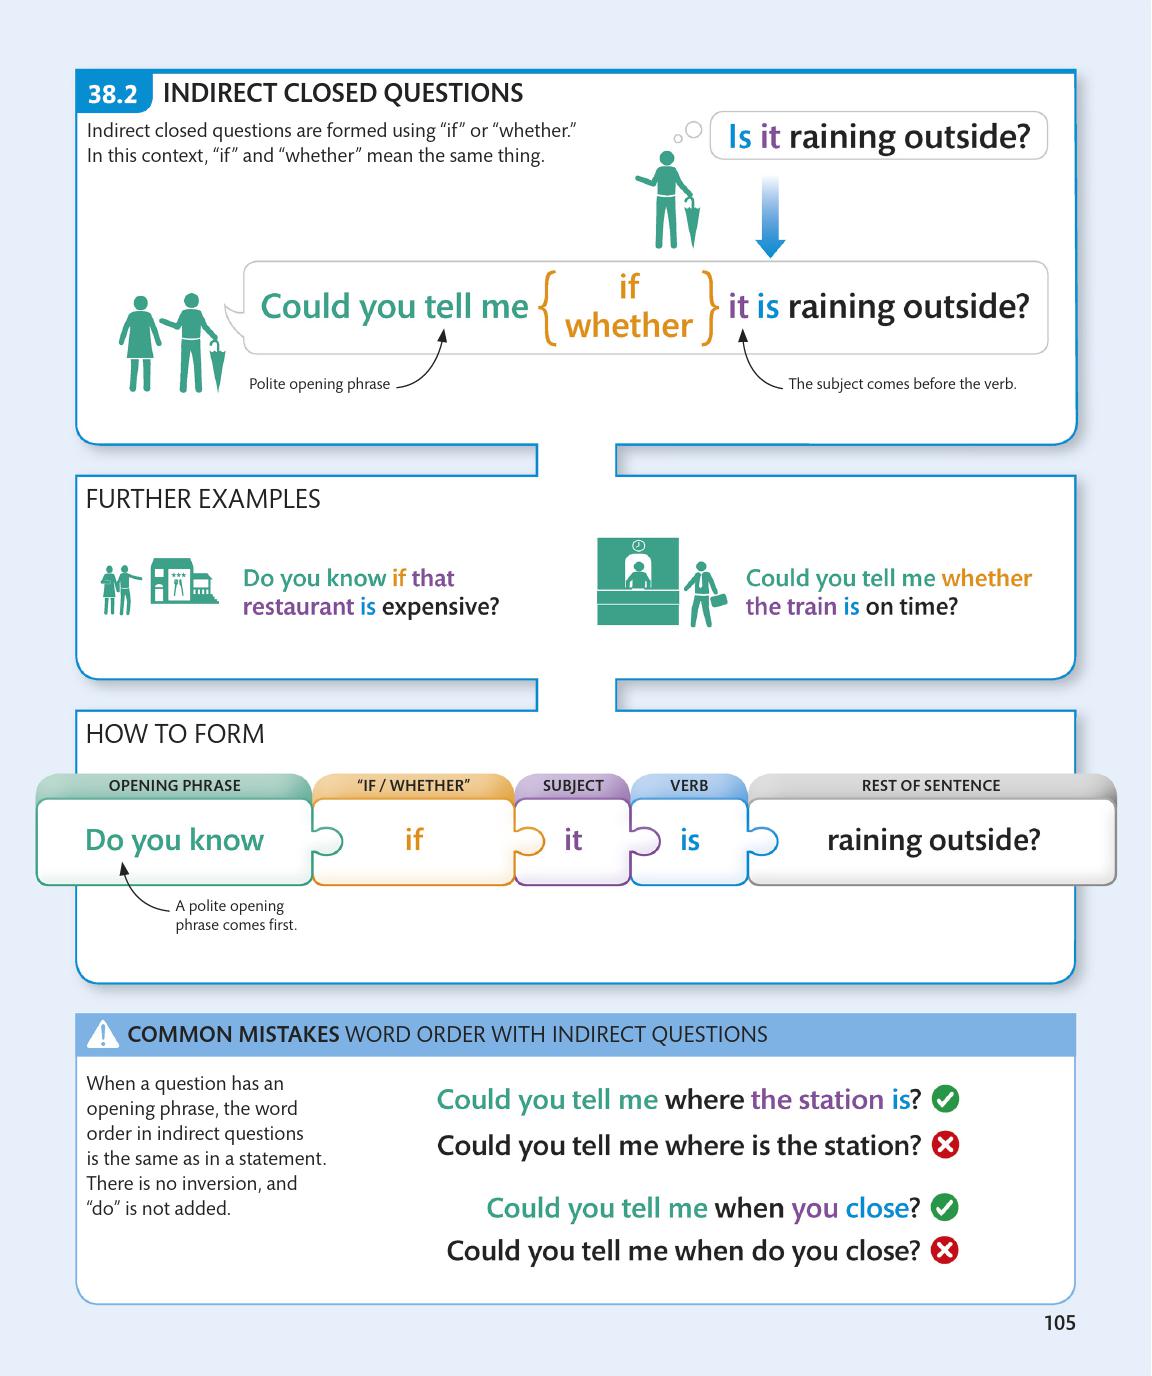 38.2 INDIRECT CLOSED QUESTIONS
Indirect closed questions are formed using “if” or “whether.”
In this context, “if” and “whether” mean the same thing.
Is it raining outside?
Could you tell me { if whether } it is raining outside?
Polite opening phrase
The subject comes before the verb.
FURTHER EXAMPLES
Do you know if that
restaurant is expensive?
Could you tell me whether
the train is on time?
HOW TO FORM
OPENING PHRASE “IF / WHETHER” SUBJECT VERB REST OF SENTENCE
Do you know if it is raining outside?
A polite opening
phrase comes first.
COMMON MISTAKES WORD ORDER WITH INDIRECT QUESTIONS
When a question has an
opening phrase, the word
order in indirect questions
is the same as in a statement.
There is no inversion, and
“do” is not added.
Could you tell me where the station is?
Could you tell me where is the station?
Could you tell me when you close?
Could you tell me when do you close?
105